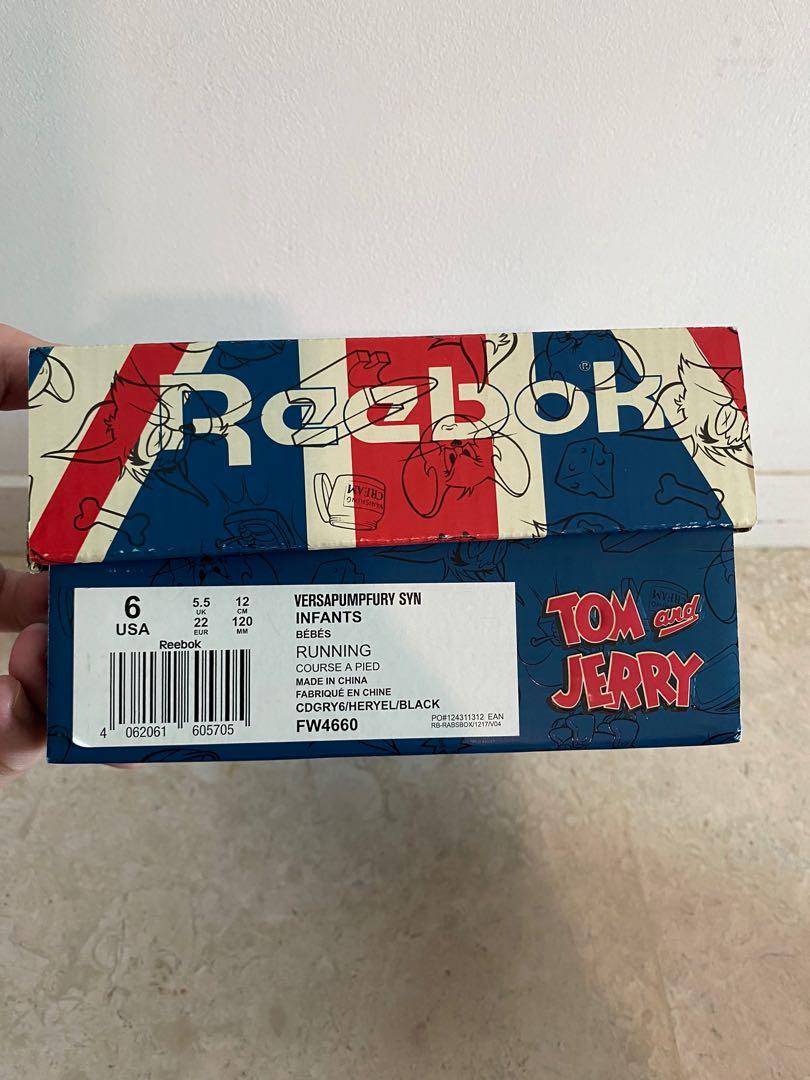 Reebok®
VANISHING
CREAM
6
USA
5.5
UK
22
EUR
12
CM
120
MM
Reebok
4 062061 605705
VERSAPUMPFURY SYN
INFANTS
BÉBÉS
RUNNING
COURSE A PIED
MADE IN CHINA
FABRIQUÉ EN CHINE
CDGRY6/HERYEL/BLACK
FW4660
PO#124311312 EAN
RB-RABSBOX/1217/V04
TOM and
JERRY